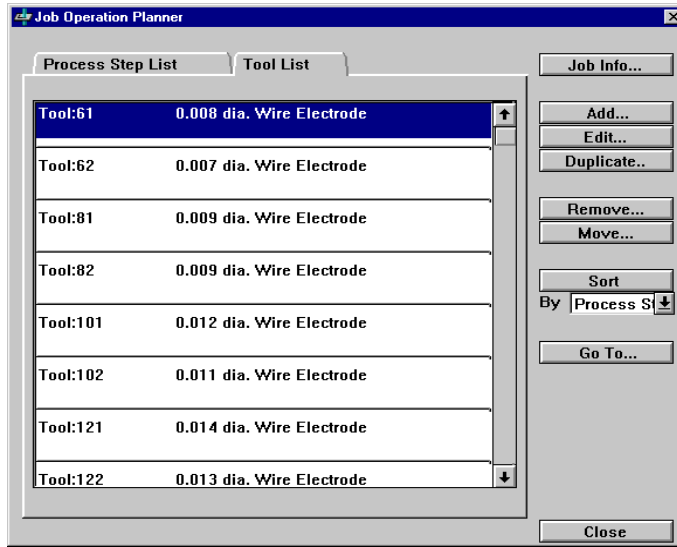 Job Operation Planner
Process Step List
Tool List
Tool:61 0.008 dia. Wire Electrode
Tool:62 0.007 dia. Wire Electrode
Tool:81 0.009 dia. Wire Electrode
Tool:82 0.009 dia. Wire Electrode
Tool:101 0.012 dia. Wire Electrode
Tool:102 0.011 dia. Wire Electrode
Tool:121 0.014 dia. Wire Electrode
Tool:122 0.013 dia. Wire Electrode
Job Info...
Add...
Edit...
Duplicate..
Remove...
Move...
Sort
By Process St
Go To...
Close